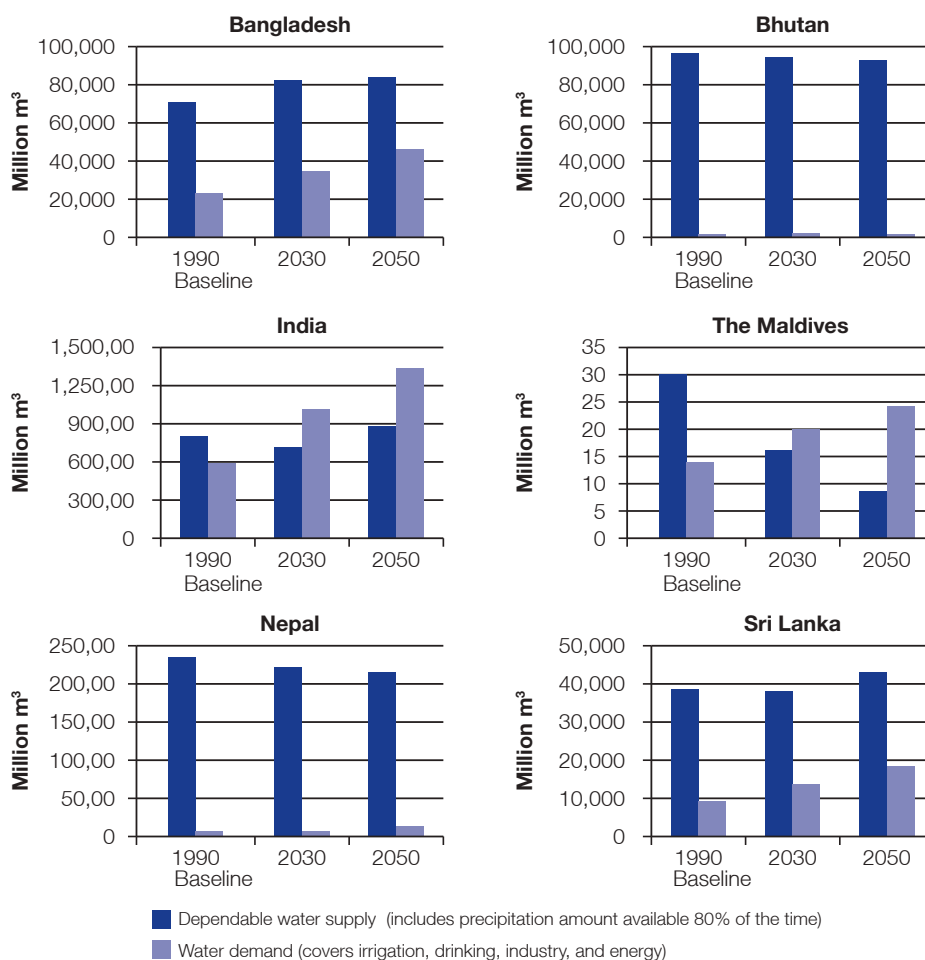 Bangladesh
Million m³
100,000
80,000
60,000
40,000
20,000
0
1990 2030 2050
Baseline
Bhutan
Million m³
100,000
80,000
60,000
40,000
20,000
0
1990 2030 2050
Baseline
India
Million m³
1,500,00
1,250,00
900,00
600,00
300,00
0
1990 2030 2050
Baseline
The Maldives
Million m³
35
30
25
20
15
10
5
0
1990 2030 2050
Baseline
Nepal
Million m³
250,00
200,00
150,00
100,00
50,00
0
1990 2030 2050
Baseline
Sri Lanka
Million m³
50,000
40,000
30,000
20,000
10,000
0
1990 2030 2050
Baseline
Dependable water supply (includes precipitation amount available 80% of the time)
Water demand (covers irrigation, drinking, industry, and energy)